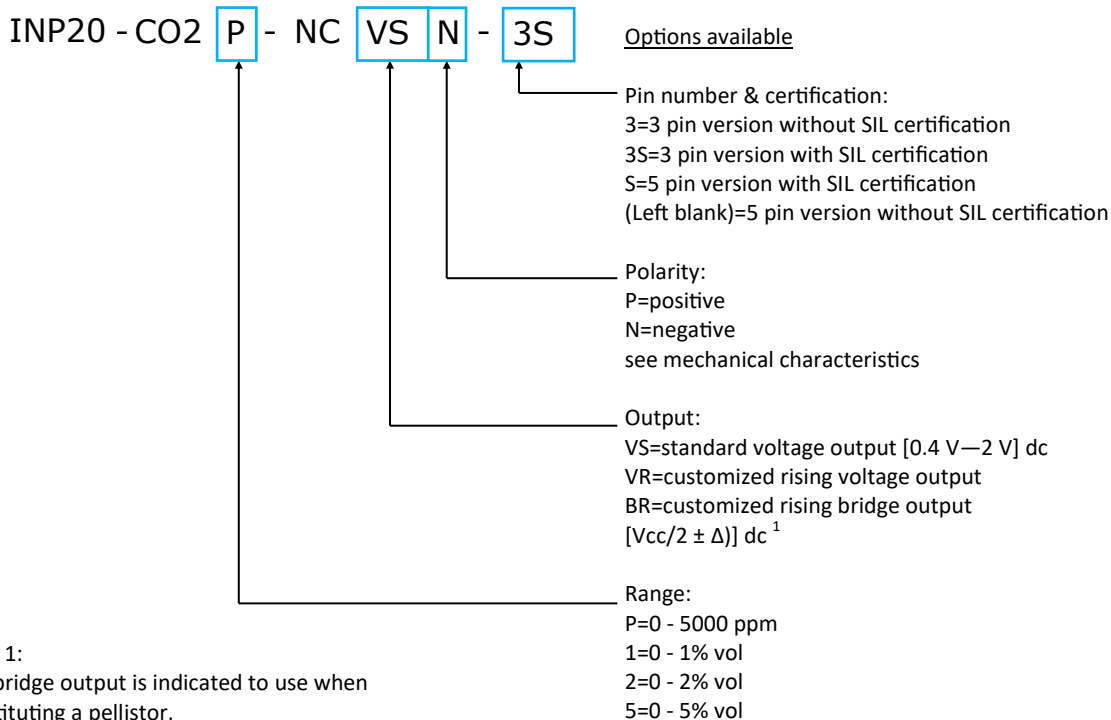 INP20 - CO2 P - NC VS N - 3S
Options available
Pin number & certification:
3=3 pin version without SIL certification
3S=3 pin version with SIL certification
S=5 pin version with SIL certification
(Left blank)=5 pin version without SIL certification
Polarity:
P=positive
N=negative
see mechanical characteristics
Output:
VS=standard voltage output [0.4 V—2 V] dc
VR=customized rising voltage output
BR=customized rising bridge output
[Vcc/2 ± Δ)] dc 1
Range:
P=0 - 5000 ppm
1=0 - 1% vol
2=0 - 2% vol
5=0 - 5% vol
1:
bridge output is indicated to use when
tituting a pellistor.